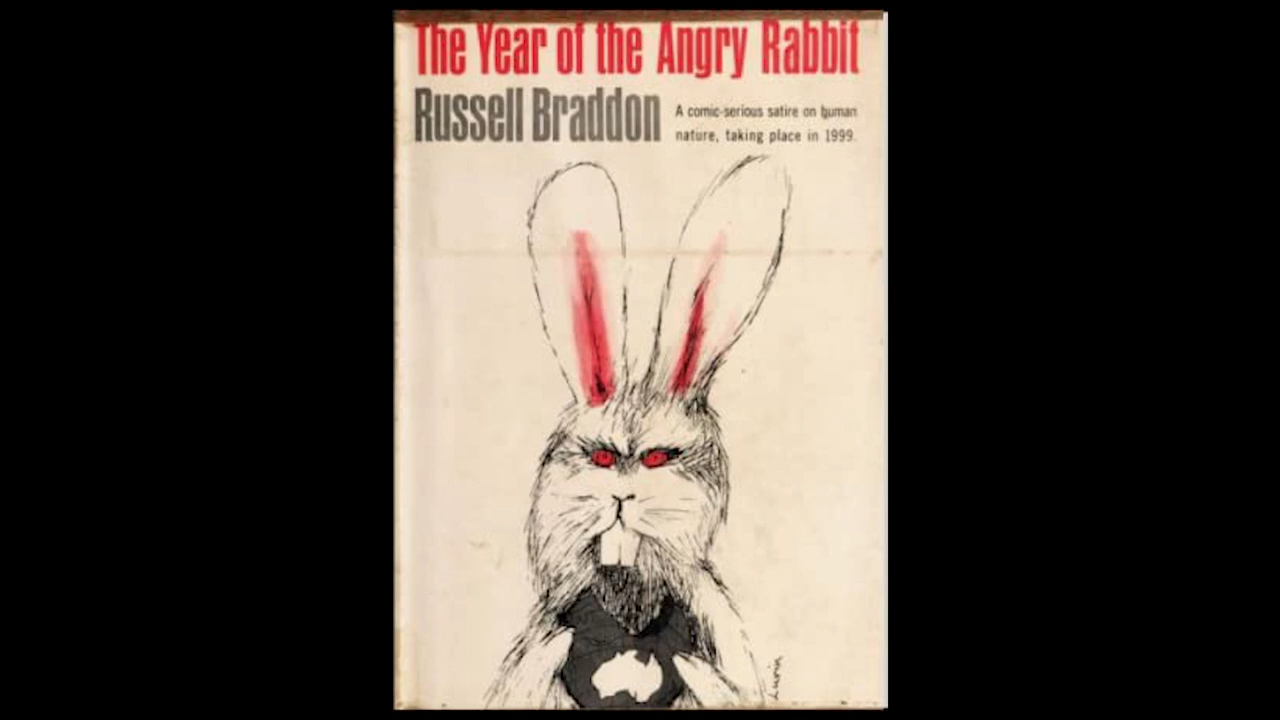 The Year of the Angry Rabbit
Russell Braddon
A comic-serious satire on human
nature, taking place in 1999.